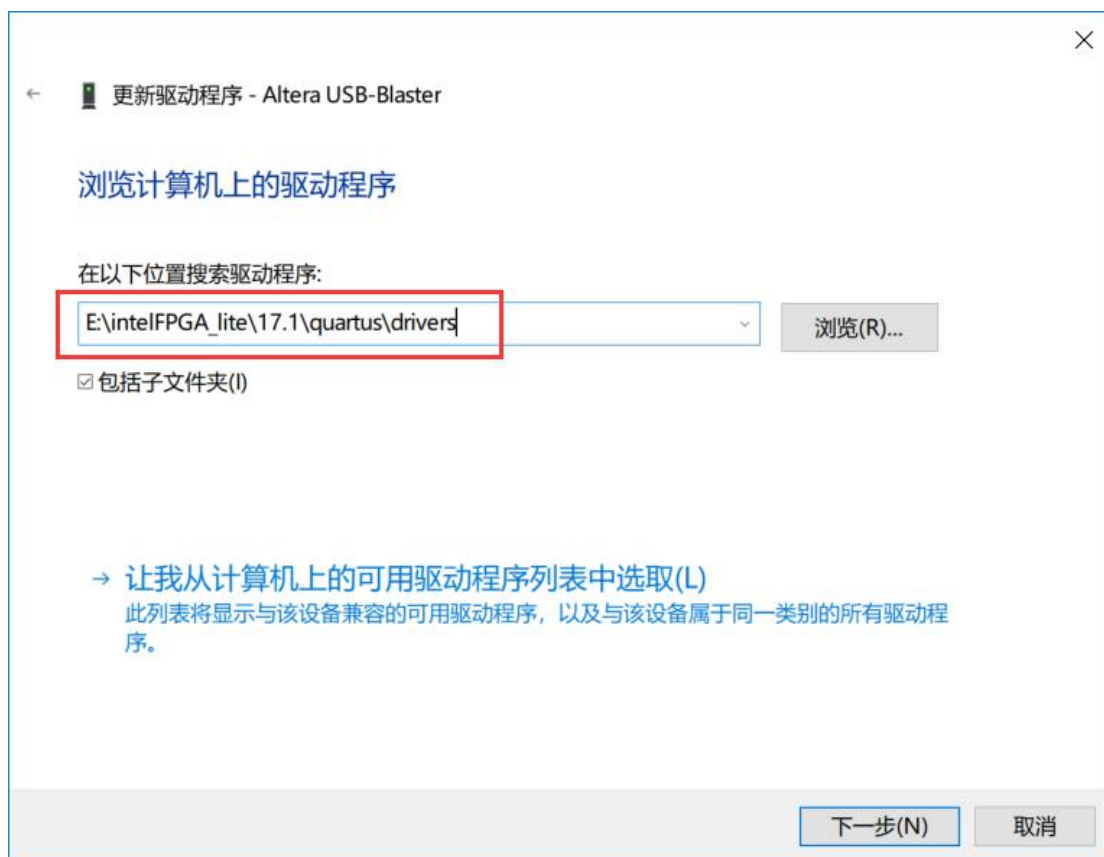 更新驱动程序 - Altera USB-Blaster
浏览计算机上的驱动程序
在以下位置搜索驱动程序:
E:\intelFPGA_lite\17.1\quartus\drivers
浏览(R)...
包括子文件夹(I)
让我从计算机上的可用驱动程序列表中选取(L)
此列表将显示与该设备兼容的可用驱动程序，以及与该设备属于同一类别的所有驱动程
序。
下一步(N)
取消